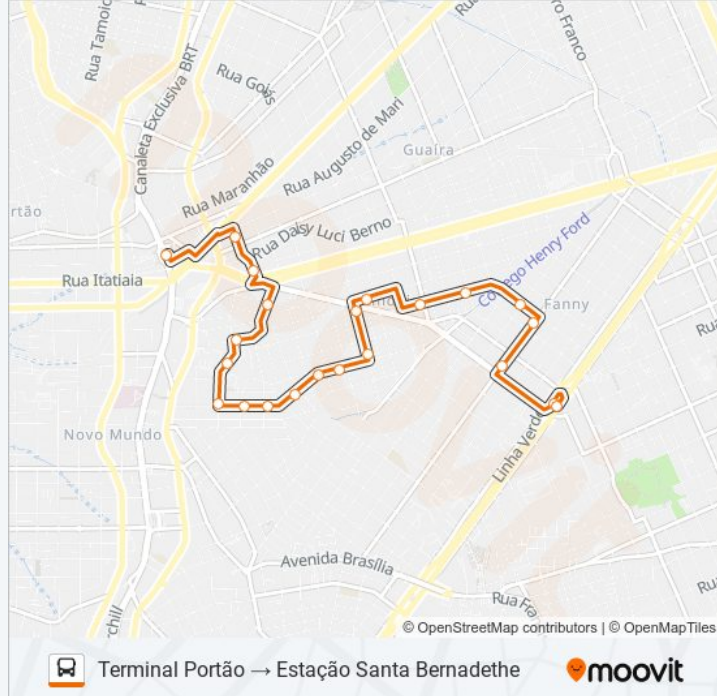 Rua Tamoio
Canaleta Exclusiva BRT
Rua Goiás
Rua Augusto de Mari
Guaíra
Rua Maranhão
Rua Daisy Luci Berno
Córrego Henry Ford
Rua Itatiaia
Fanny
Novo Mundo
Linha Verde
Avenida Brasília
© OpenStreetMap contributors | © OpenMapTiles
Terminal Portão → Estação Santa Bernadethe
moovit